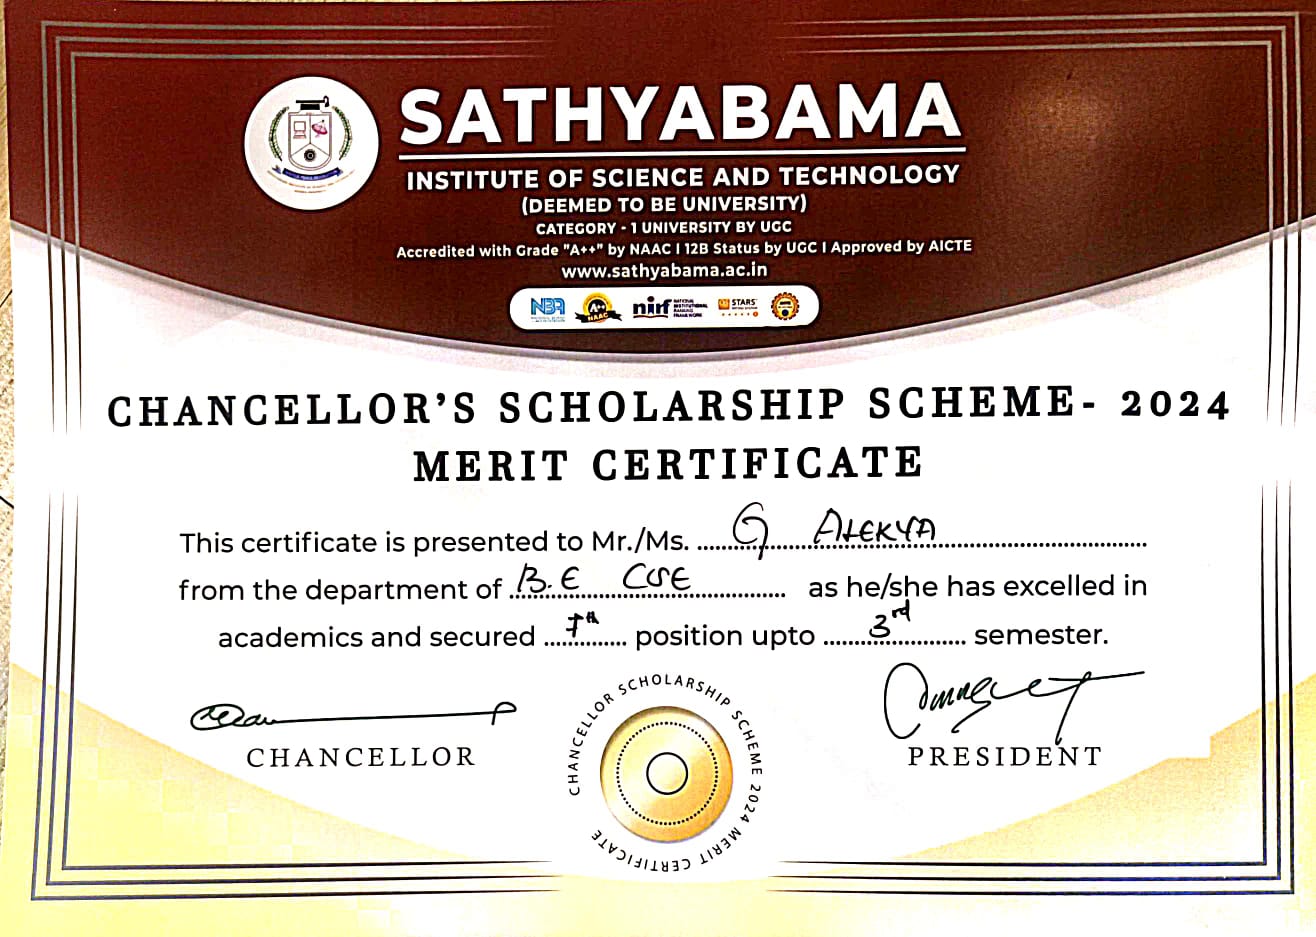 SATHYABAMA
INSTITUTE OF SCIENCE AND TECHNOLOGY
(DEEMED TO BE UNIVERSITY)
CATEGORY - 1 UNIVERSITY BY UGC
Accredited with Grade "A++" by NAAC I 12B Status by UGC I Approved by AICTE
www.sathyabama.ac.in
NBA A++ NAAC nirf NATIONAL INSTITUTIONAL RANKING FRAMEWORK STARS
CHANCELLOR'S SCHOLARSHIP SCHEME- 2024
MERIT CERTIFICATE
This certificate is presented to Mr./Ms. G ALEKYA
from the department of B.E CSE as he/she has excelled in
academics and secured 7th position upto 3rd semester.
CHANCELLOR
PRESIDENT
CHANCELLOR SCHOLARSHIP SCHEME 2024 MERIT CERTIFICATE